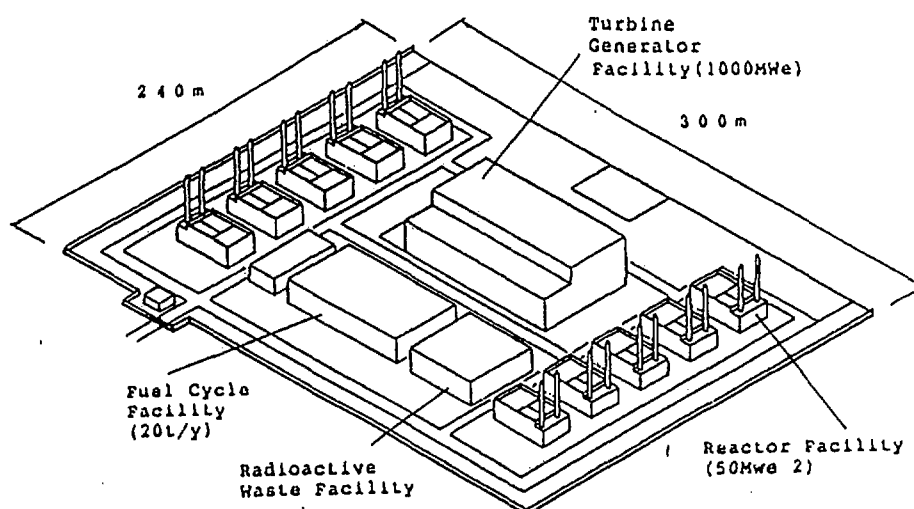 Turbine
Generator
Facility(1000MWe)
240m
300m
Fuel Cycle
Facility
(20t/y)
Radioactive
Waste Facility
Reactor Facility
(50Mwe 2)